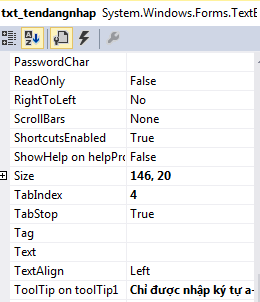 txt_tendangnhap System.Windows.Forms.TextB
PasswordChar
ReadOnly False
RightToLeft No
ScrollBars None
ShortcutsEnabled True
ShowHelp on helpPro False
Size 146, 20
TabIndex 4
TabStop True
Tag
Text
TextAlign Left
ToolTip on toolTip1 Chỉ được nhập ký tự a-